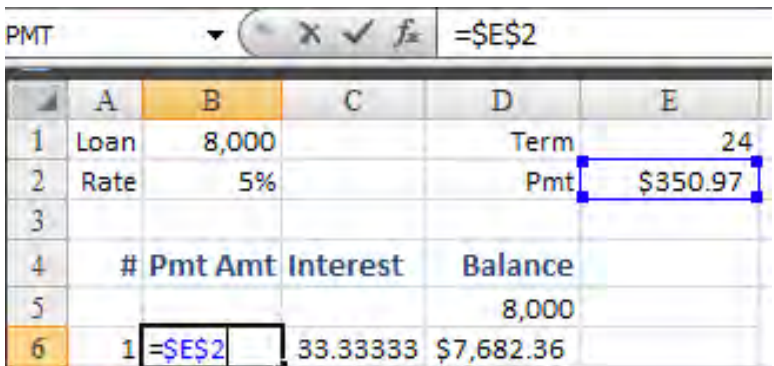 PMT fx =$E$2
A B C D E
1 Loan 8,000 Term 24
2 Rate 5% Pmt $350.97
3
4 # Pmt Amt Interest Balance
5 8,000
6 1 =$E$2 33.33333 $7,682.36